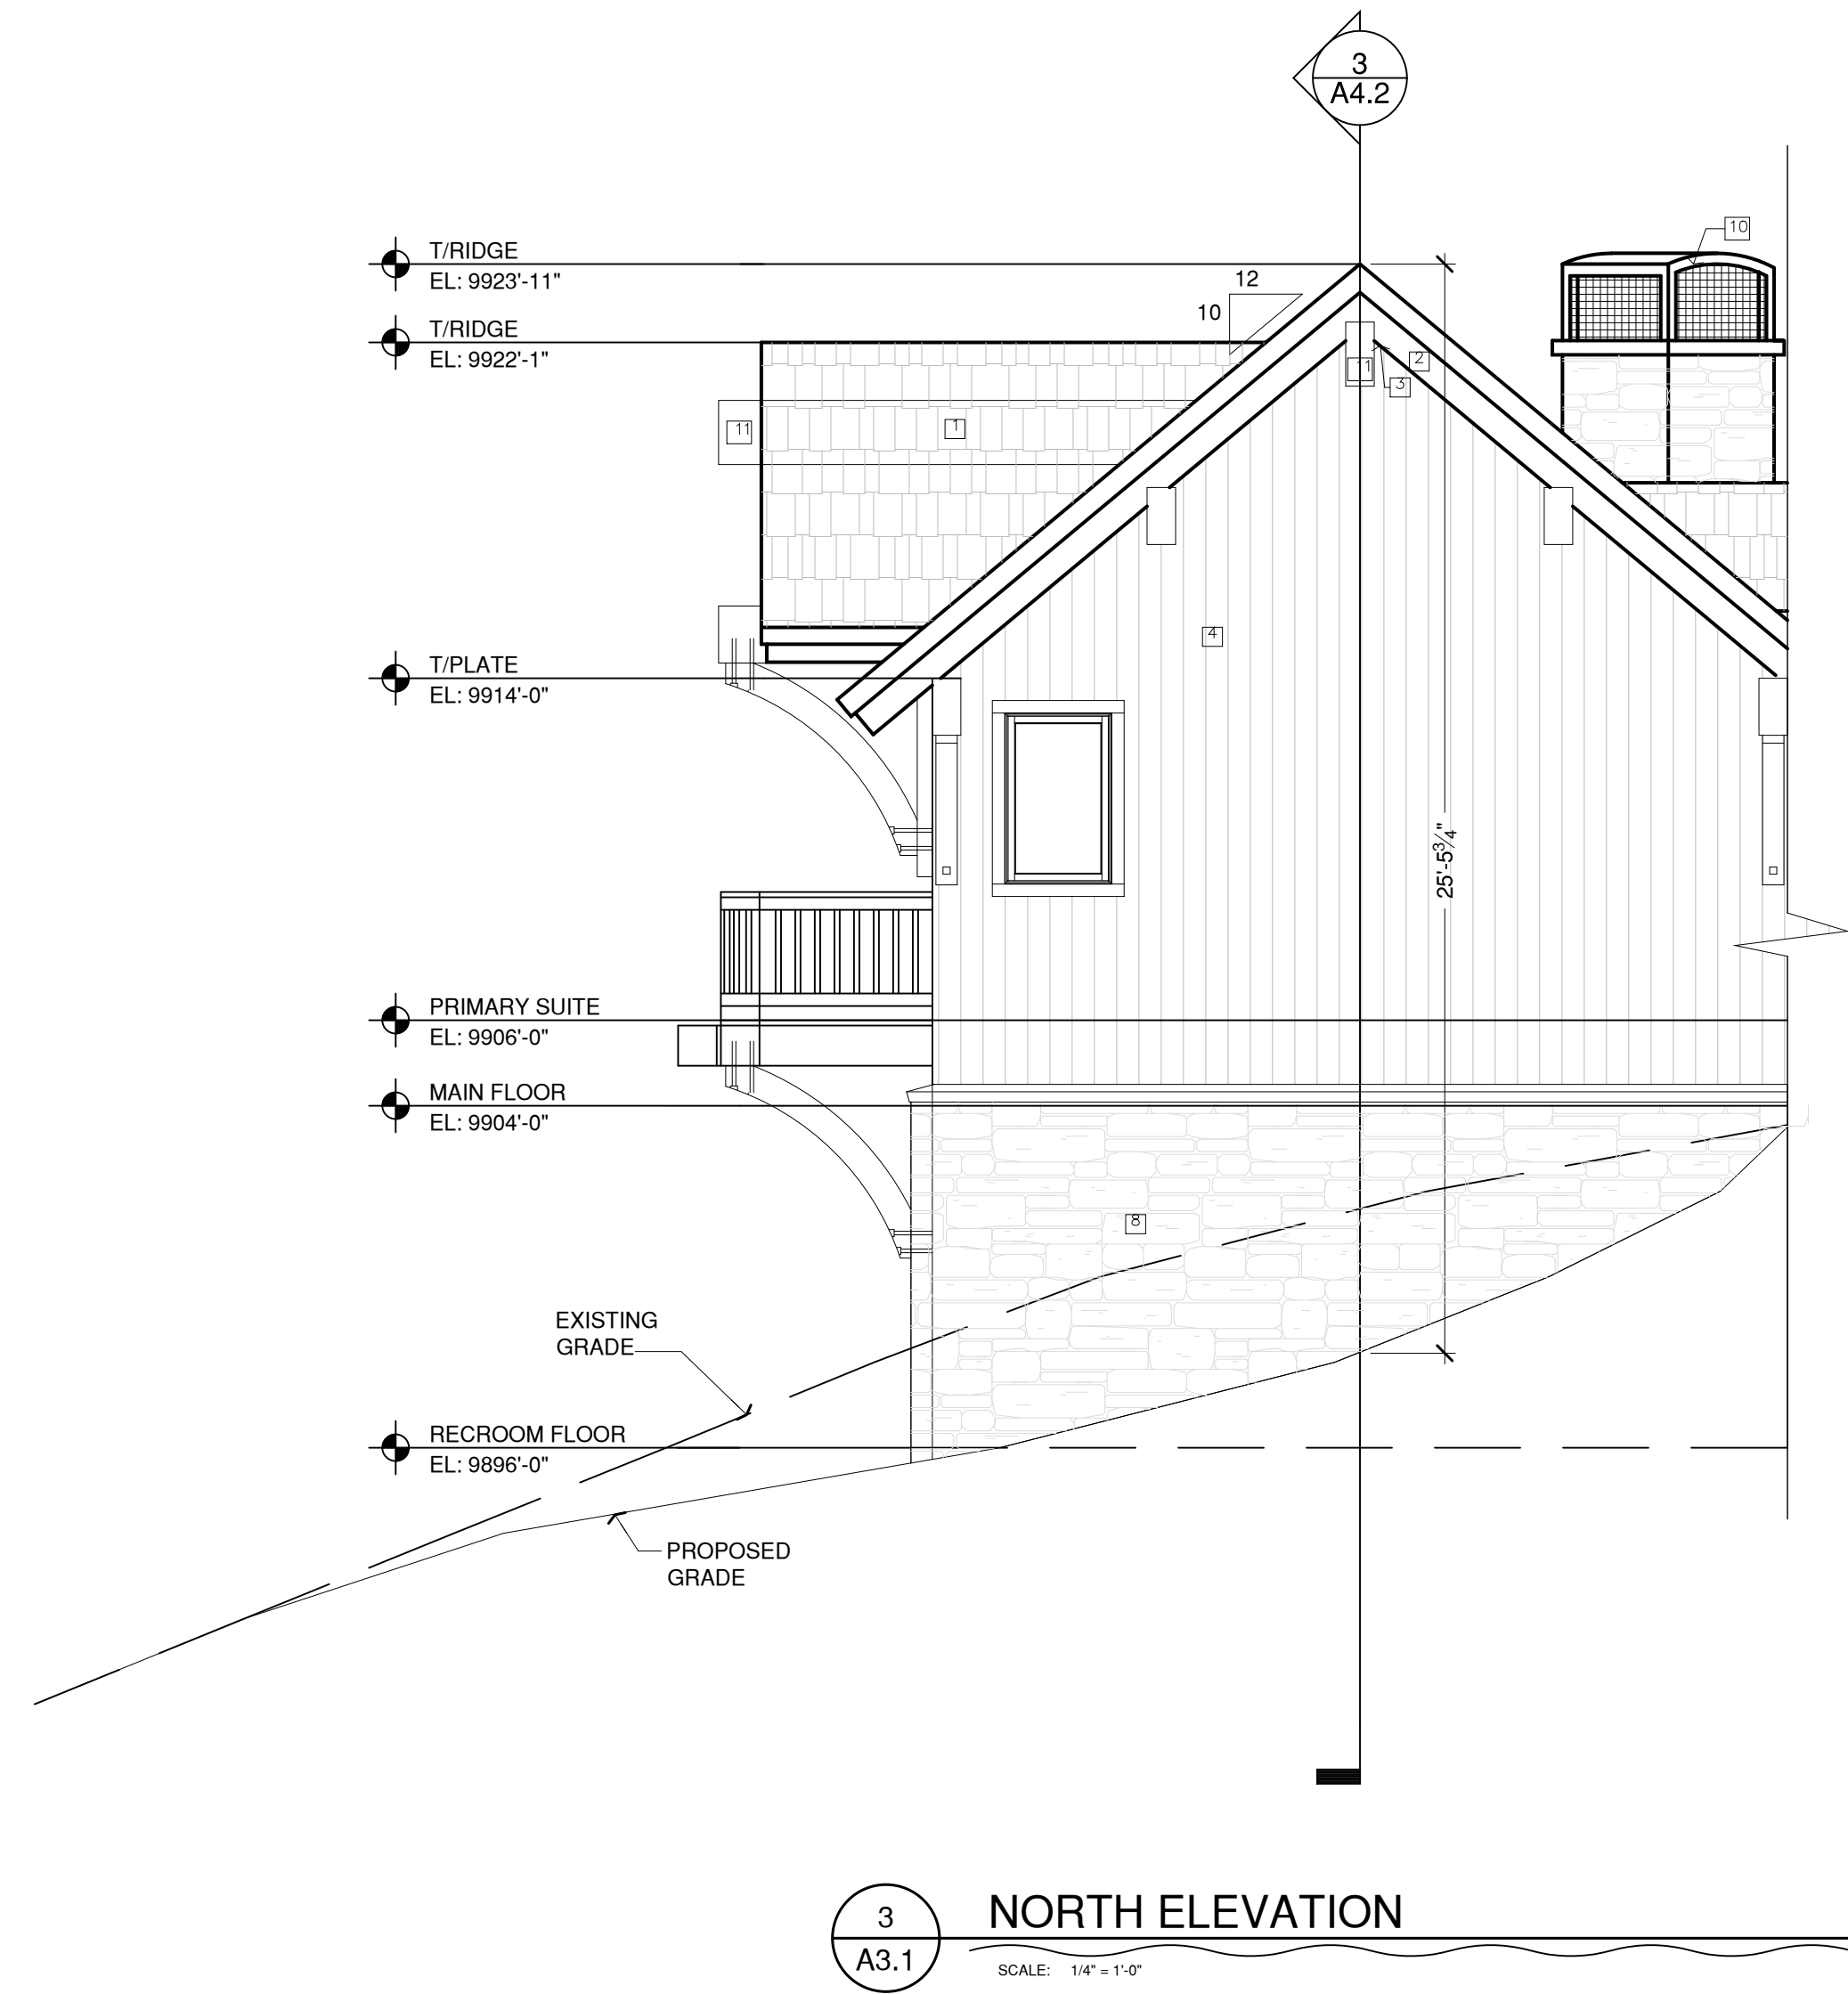 3
A4.2
10
T/RIDGE
EL: 9923'-11"
12
10
T/RIDGE
EL: 9922'-1"
2
11
3
11
1
4
T/PLATE
EL: 9914'-0"
25'-5¾"
PRIMARY SUITE
EL: 9906'-0"
MAIN FLOOR
EL: 9904'-0"
8
EXISTING
GRADE
RECROOM FLOOR
EL: 9896'-0"
PROPOSED
GRADE
3
A3.1
NORTH ELEVATION
SCALE: 1/4" = 1'-0"